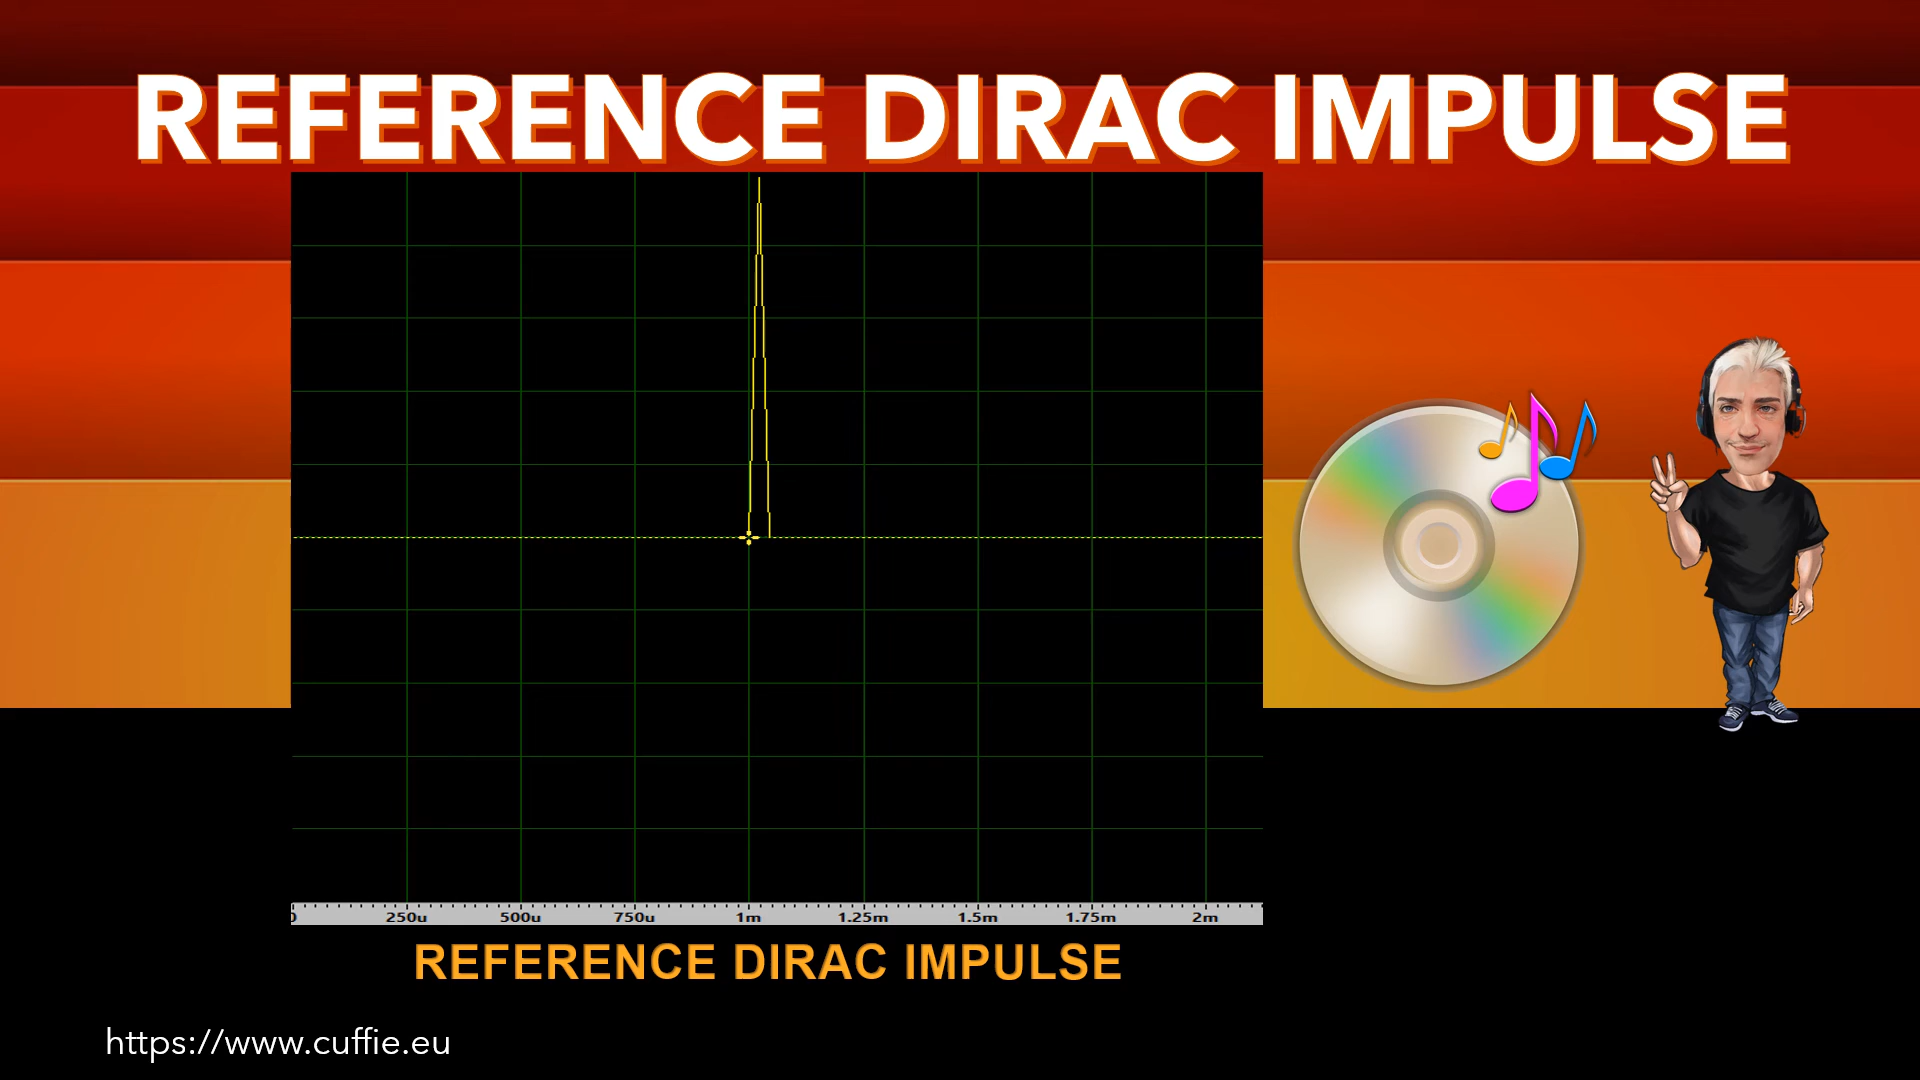 REFERENCE DIRAC IMPULSE
0 250u 500u 750u 1m 1.25m 1.5m 1.75m 2m
REFERENCE DIRAC IMPULSE
https://www.cuffie.eu